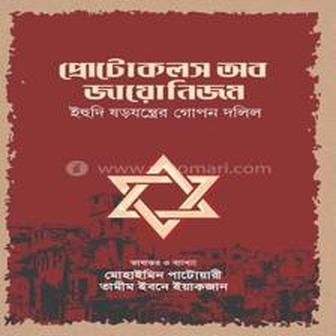 প্রোটোকলস অব
জায়োনিজম
ইহুদি ষড়যন্ত্রের গোপন দলিল
ভাষান্তর ও ব্যাখ্যা
মোহাইমিন পাটোয়ারী
তামীম ইবনে ইয়াকজান